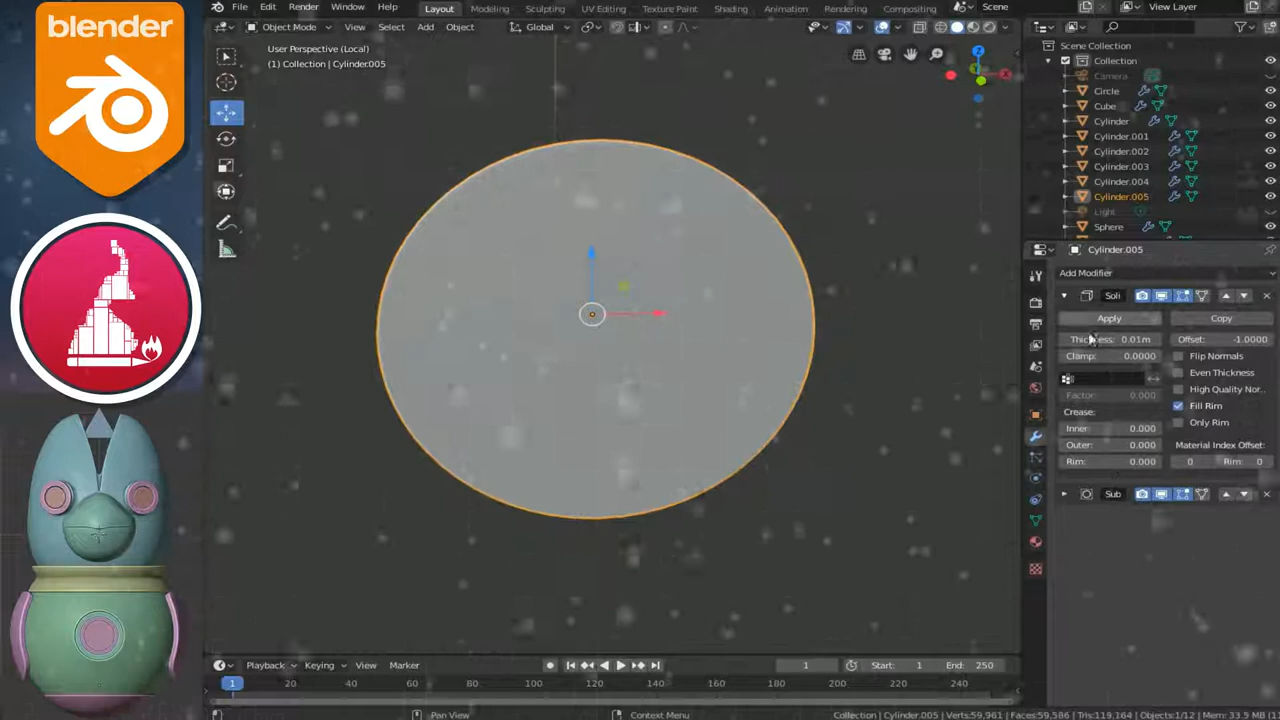 blender
File Edit Render Window Help
Layout Modeling Sculpting UV Editing Texture Paint Shading Animation Rendering Compositing
Scene
View Layer
Object Mode View Select Add Object
Global
User Perspective (Local)
(1) Collection | Cylinder.005
Z
Scene Collection
Collection
Camera
Circle
Cube
Cylinder
Cylinder.001
Cylinder.002
Cylinder.003
Cylinder.004
Cylinder.005
Light
Sphere
Cylinder.005
Add Modifier
Soli
Apply Copy
Thickness: 0.01m Offset: -1.0000
Clamp: 0.0000 Flip Normals
Even Thickness
High Quality Nor...
Factor: 0.000 Fill Rim
Crease: Only Rim
Inner: 0.000
Outer: 0.000 Material Index Offset:
Rim: 0.000 0 Rim: 0
Sub
Playback Keying View Marker
1 Start: 1 End: 250
1 20 40 60 80 100 120 140 160 180 200 220 240
Pan View Context Menu
Collection | Cylinder.005 | Verts:59,961 | Faces:59,586 | Tris:119,164 | Objects:1/12 | Mem: 33.5 MB